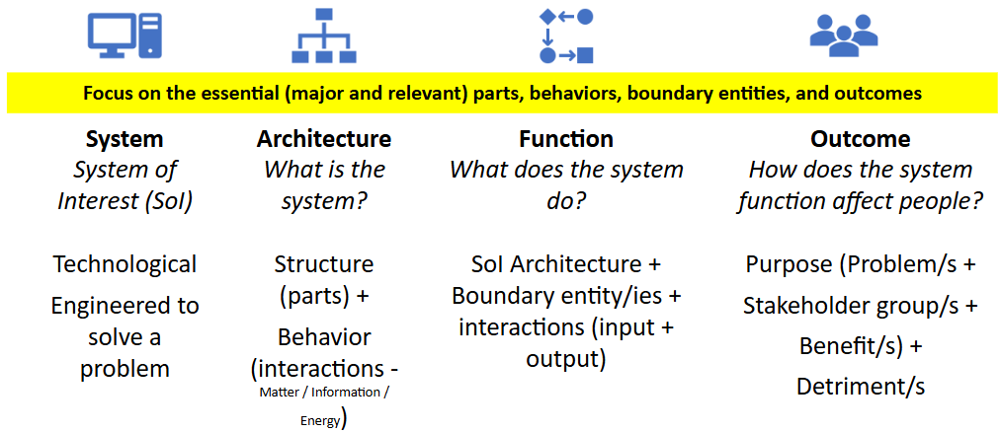 Focus on the essential (major and relevant) parts, behaviors, boundary entities, and outcomes
System
System of
Interest (SoI)
Technological
Engineered to
solve a
problem
Architecture
What is the
system?
Structure
(parts) +
Behavior
(interactions -
Matter / Information /
Energy)
Function
What does the system
do?
SoI Architecture +
Boundary entity/ies +
interactions (input +
output)
Outcome
How does the system
function affect people?
Purpose (Problem/s +
Stakeholder group/s +
Benefit/s) +
Detriment/s